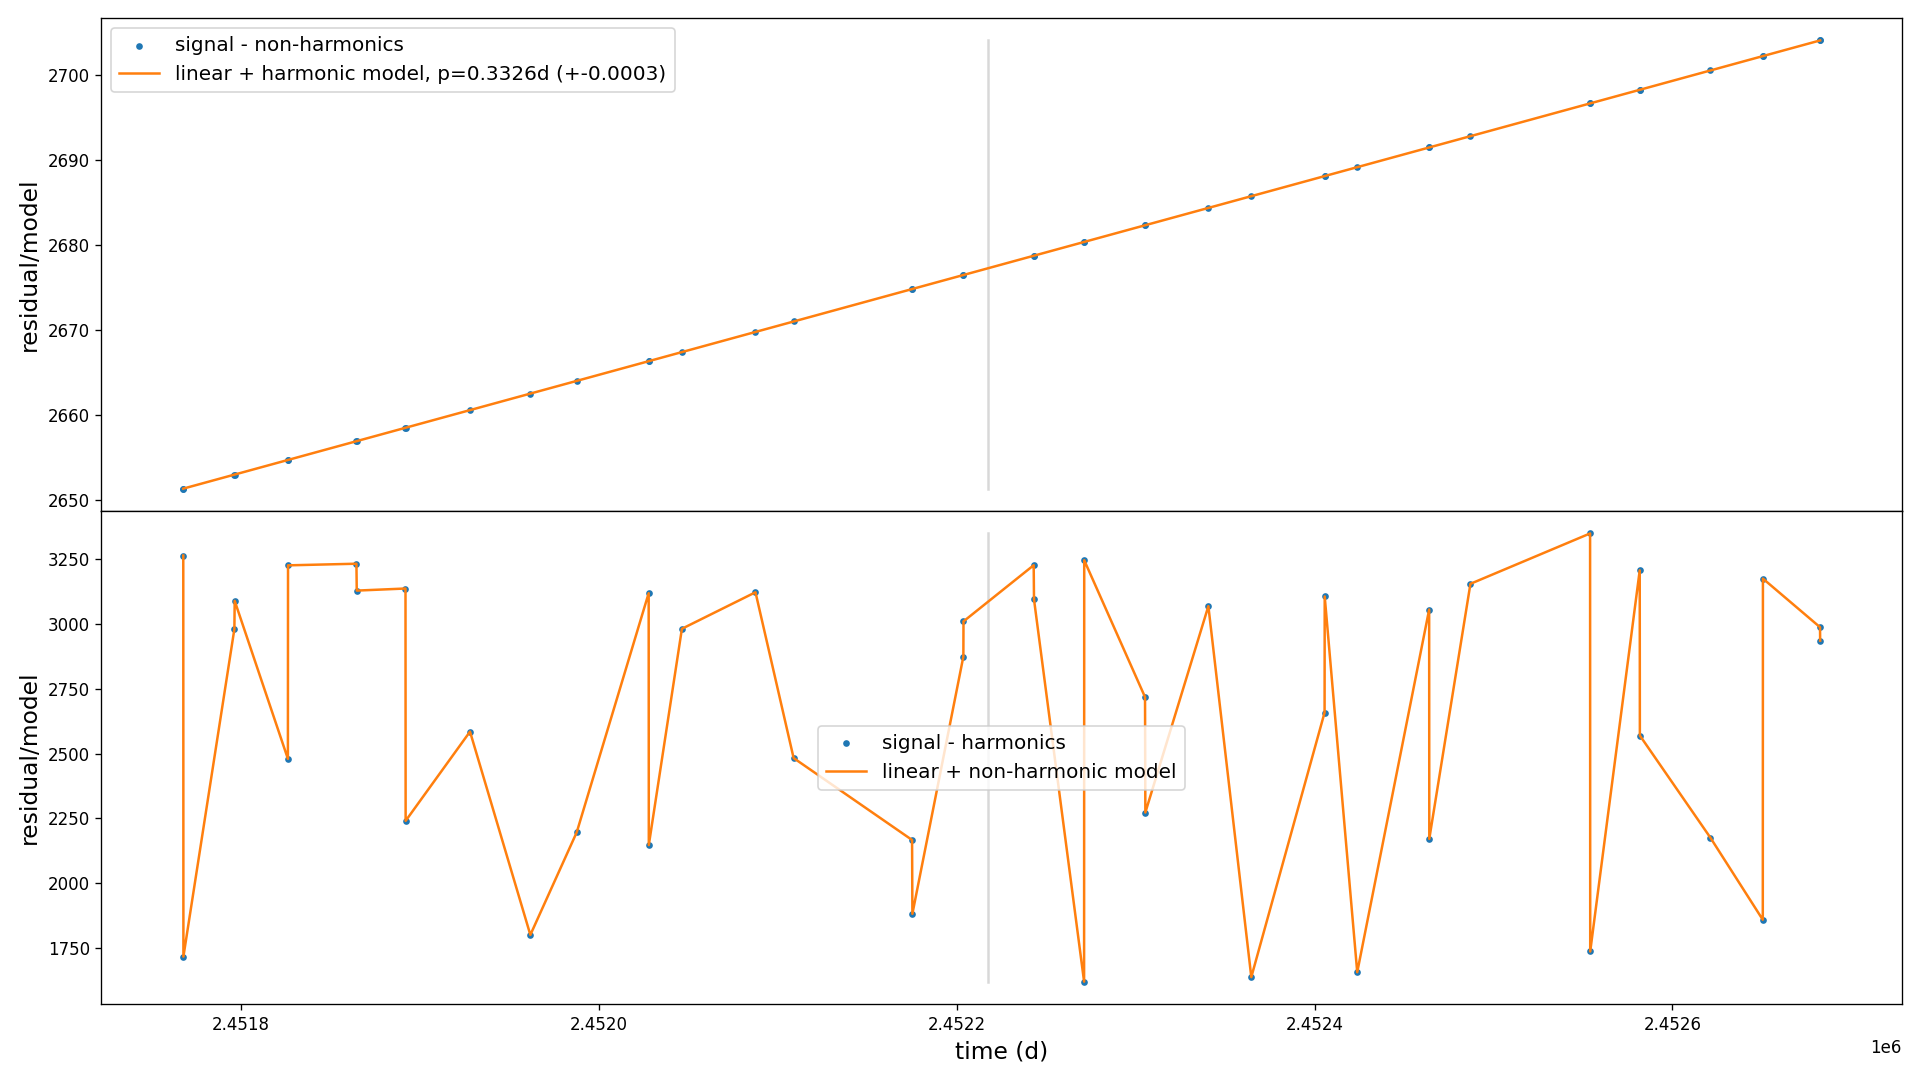 signal - non-harmonics
linear + harmonic model, p=0.3326d (+-0.0003)
2700
2690
2680
2670
2660
2650
residual/model
3250
3000
2750
2500
2250
2000
1750
residual/model
signal - harmonics
linear + non-harmonic model
2.4518
2.4520
2.4522
2.4524
2.4526
1e6
time (d)